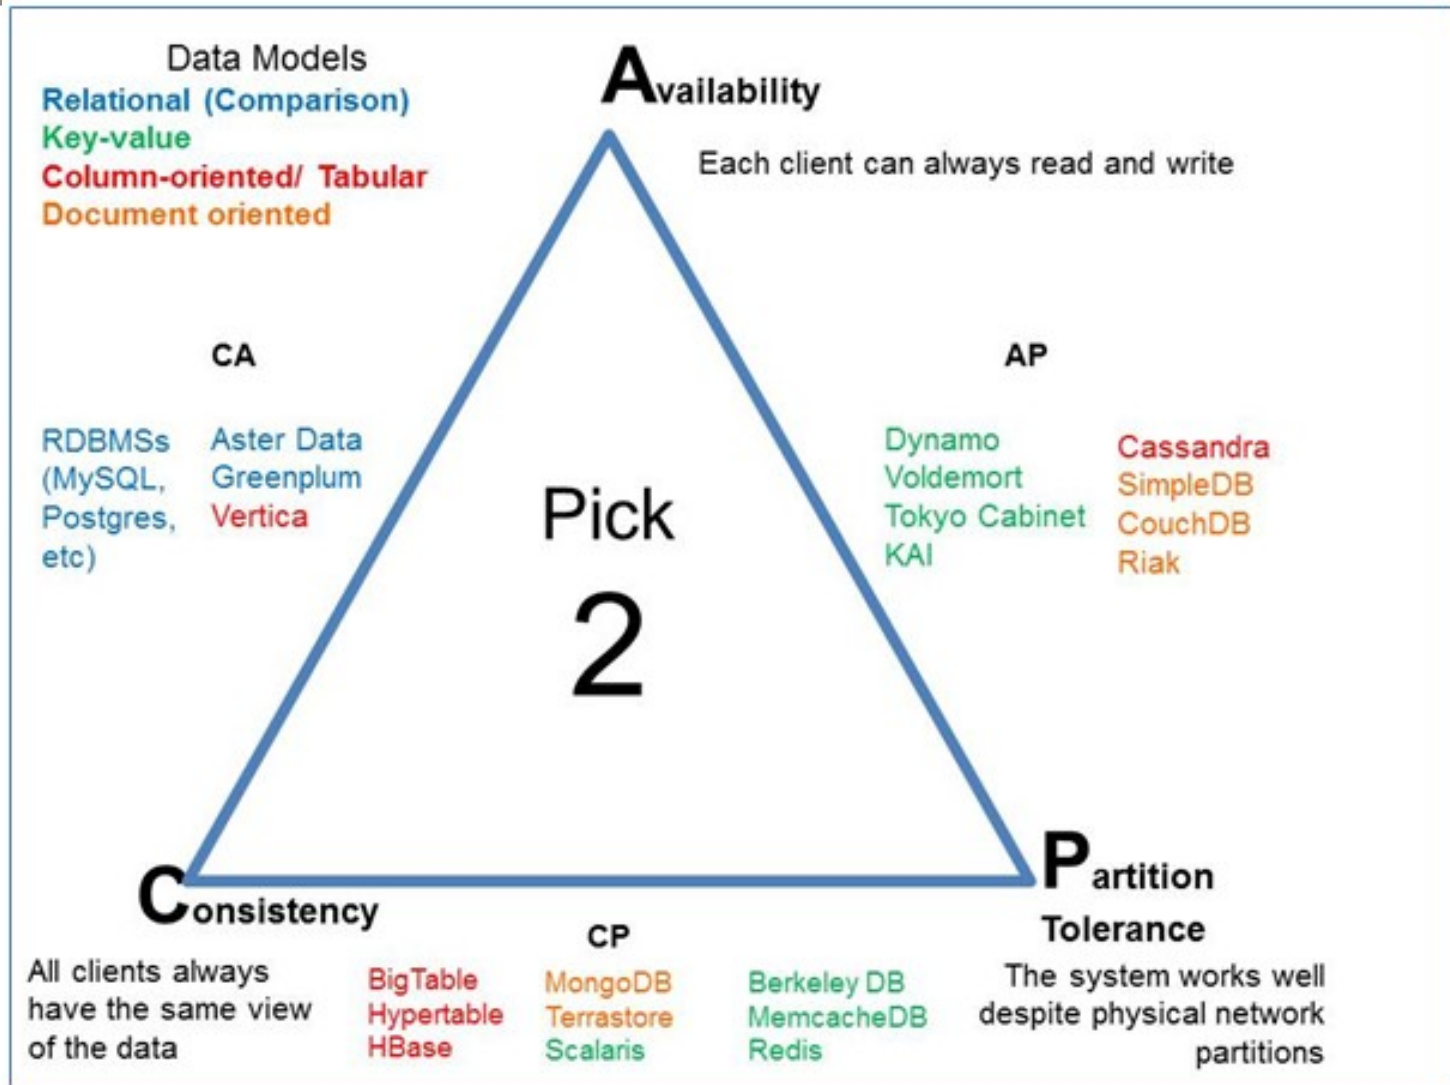 Data Models
Relational (Comparison)
Key-value
Column-oriented/ Tabular
Document oriented
Availability
Each client can always read and write
CA
RDBMSs
(MySQL,
Postgres,
etc)
Aster Data
Greenplum
Vertica
Pick
2
AP
Dynamo
Voldemort
Tokyo Cabinet
KAI
Cassandra
SimpleDB
CouchDB
Riak
Consistency
All clients always
have the same view
of the data
CP
BigTable
Hypertable
HBase
MongoDB
Terrastore
Scalaris
Berkeley DB
MemcacheDB
Redis
Partition
Tolerance
The system works well
despite physical network
partitions